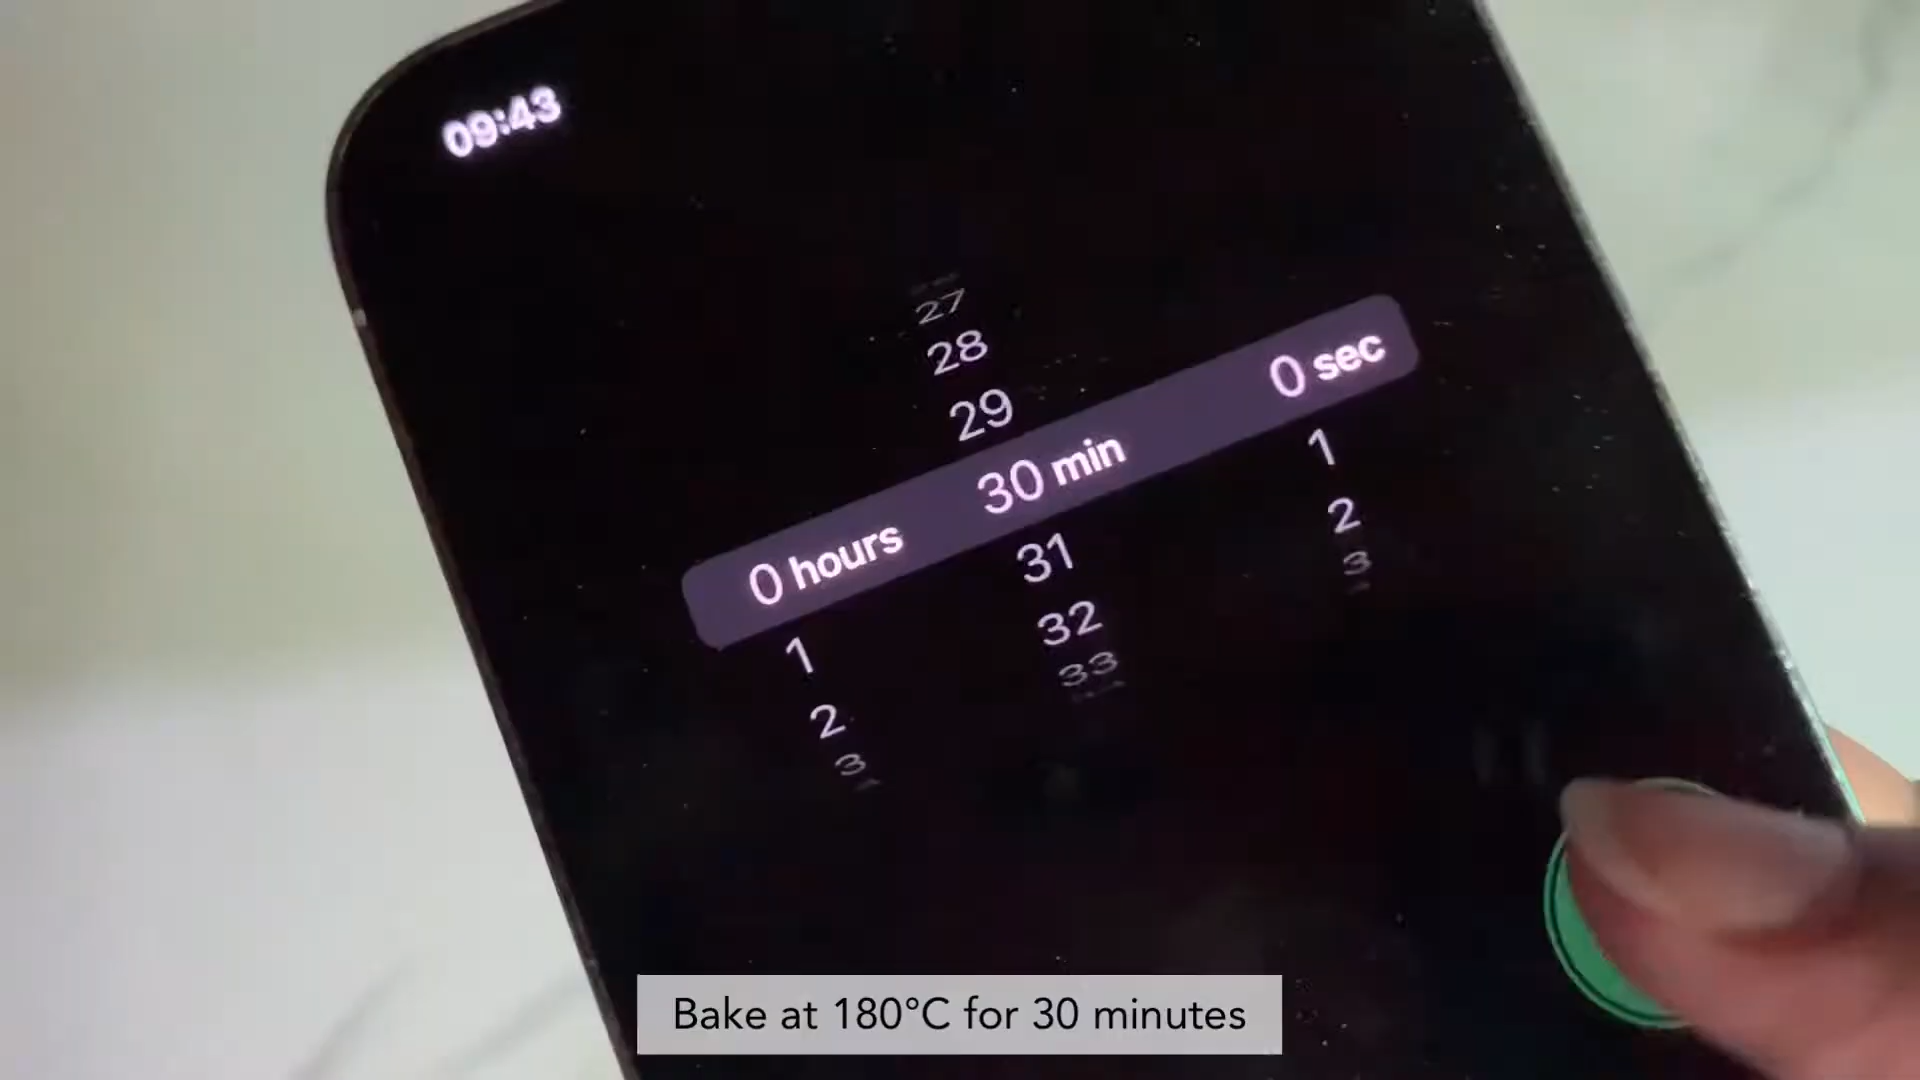 09:43
27
28
29
0 hours 30 min 0 sec
1 31 1
2 32 2
3 33 3
Bake at 180°C for 30 minutes